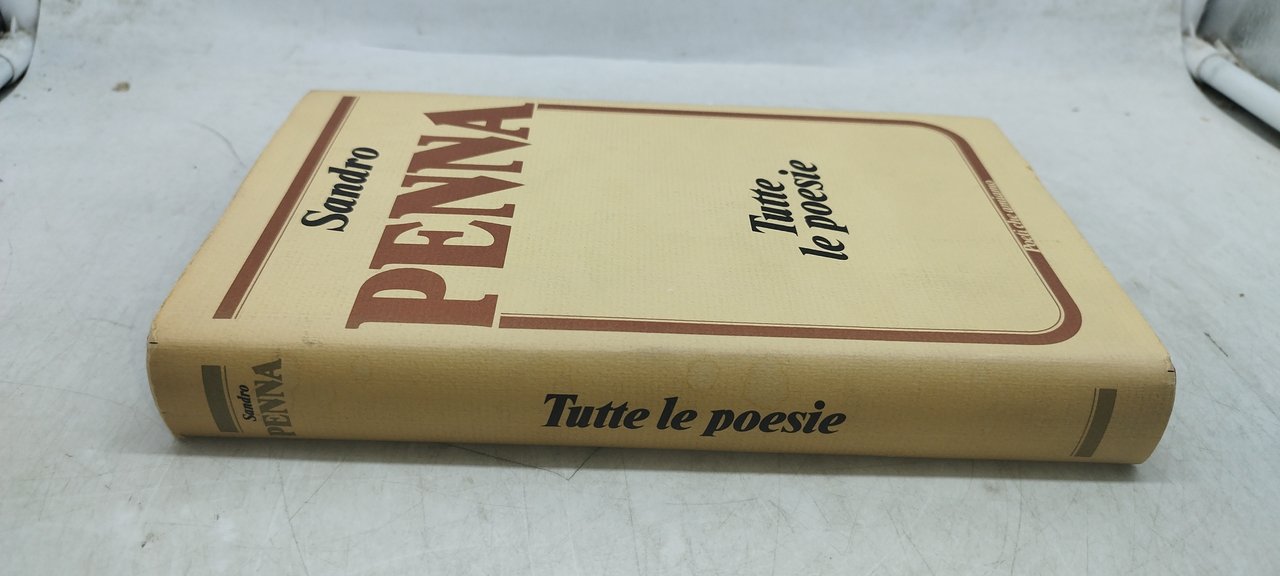 Sandro
PENNA
Tutte
le poesie
Sandro
PENNA
Tutte le poesie